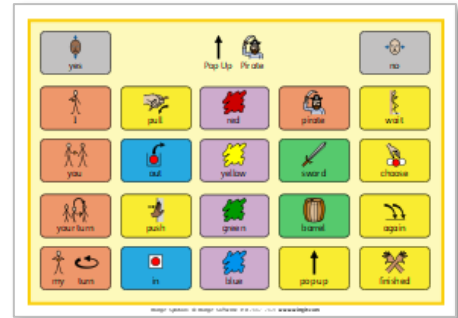 yes Pop Up Pirate no
I pull red pirate wait
you out yellow sword choose
your turn push green barrel again
my turn in blue pop up finished